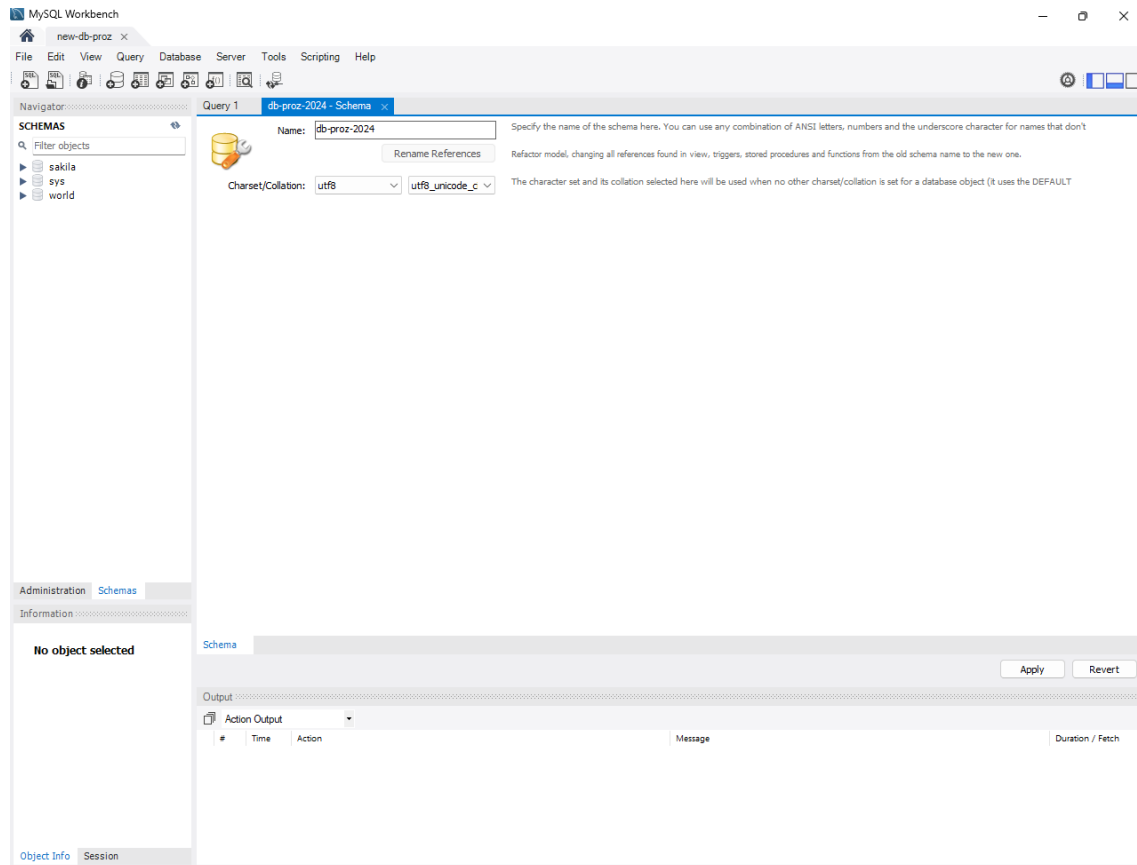 MySQL Workbench
new-db-proz
File Edit View Query Database Server Tools Scripting Help
Navigator
SCHEMAS
Filter objects
sakila
sys
world
Administration Schemas
Information
No object selected
Object Info Session
Query 1 db-proz-2024 - Schema
Name: db-proz-2024 Specify the name of the schema here. You can use any combination of ANSI letters, numbers and the underscore character for names that don't
Rename References Refactor model, changing all references found in view, triggers, stored procedures and functions from the old schema name to the new one.
Charset/Collation: utf8 utf8_unicode_c The character set and its collation selected here will be used when no other charset/collation is set for a database object (it uses the DEFAULT
Schema
Apply Revert
Output
Action Output
# Time Action Message Duration / Fetch